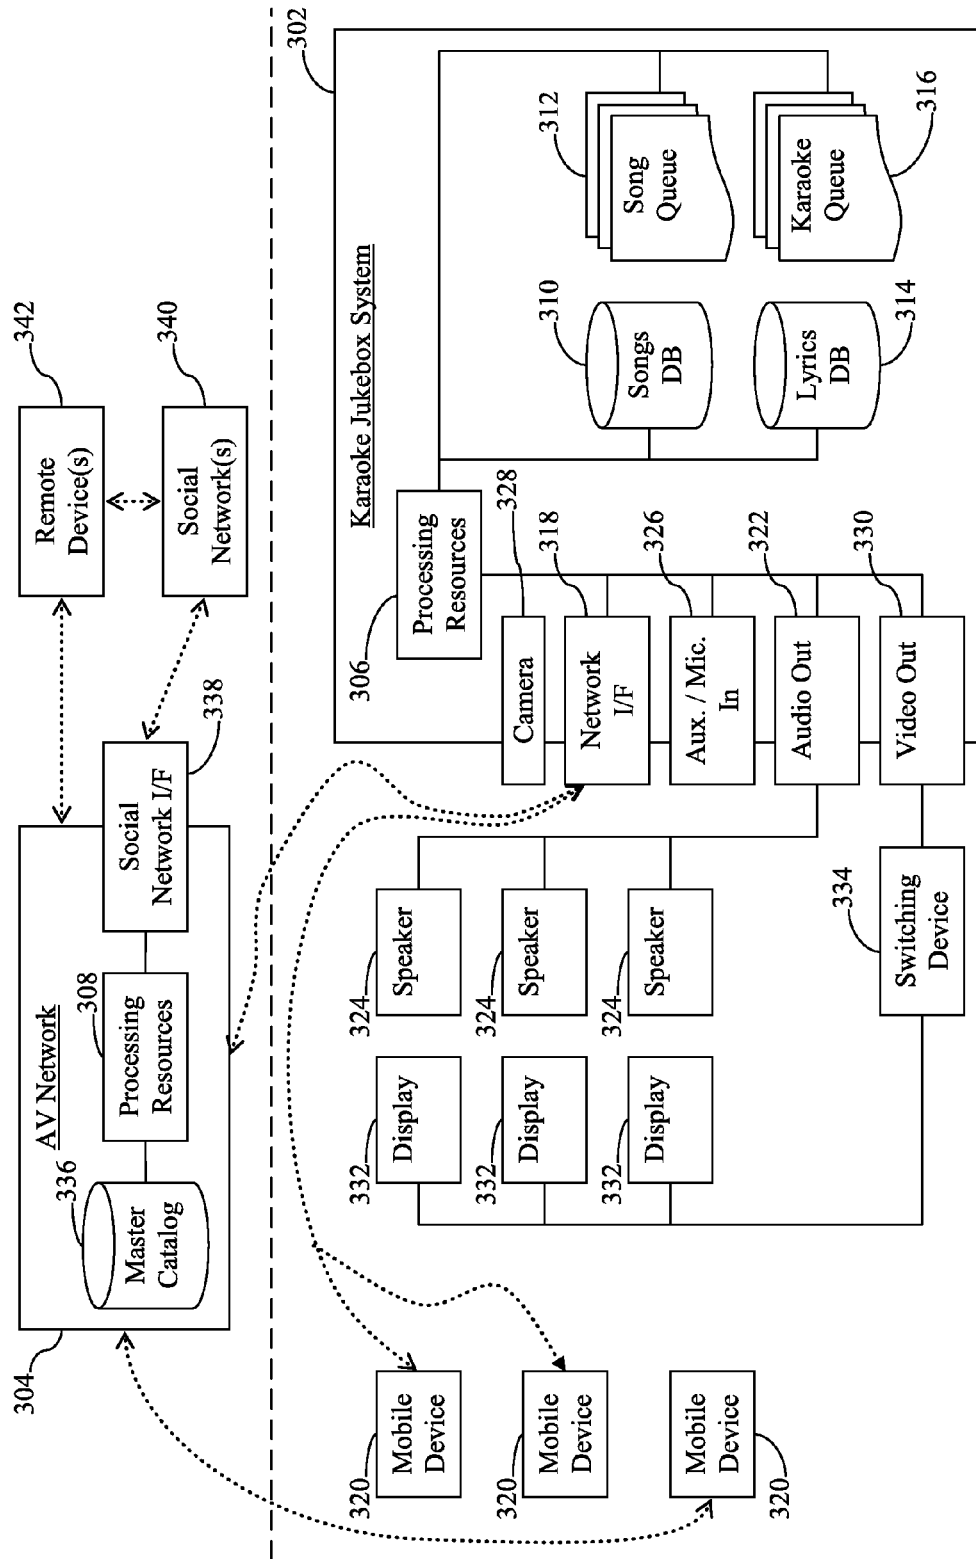 304
AV Network
336
Master
Catalog
308
Processing
Resources
Social
Network I/F
338
Remote
Device(s)
342
Social
Network(s)
340
320
Mobile
Device
320
Mobile
Device
Mobile
Device
320
332
Display
332
Display
332
Display
324
Speaker
324
Speaker
324
Speaker
334
Switching
Device
302
Karaoke Jukebox System
306
Processing
Resources
Camera
328
Network
I/F
318
Aux. / Mic.
In
326
Audio Out
322
Video Out
330
310
Songs
DB
312
Song
Queue
Lyrics
DB
314
Karaoke
Queue
316